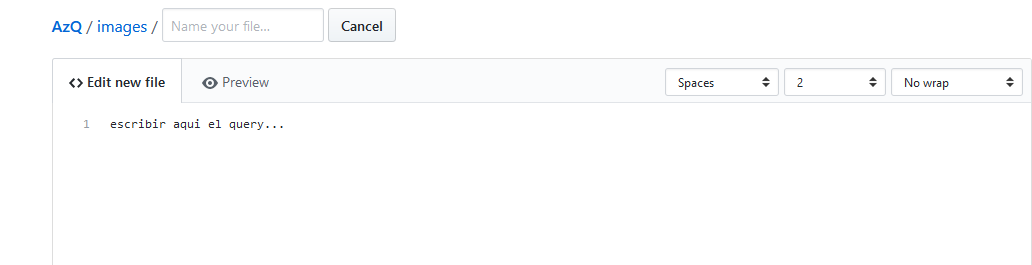 AzQ / images / Name your file... Cancel
<> Edit new file Preview Spaces 2 No wrap
1 escribir aqui el query...